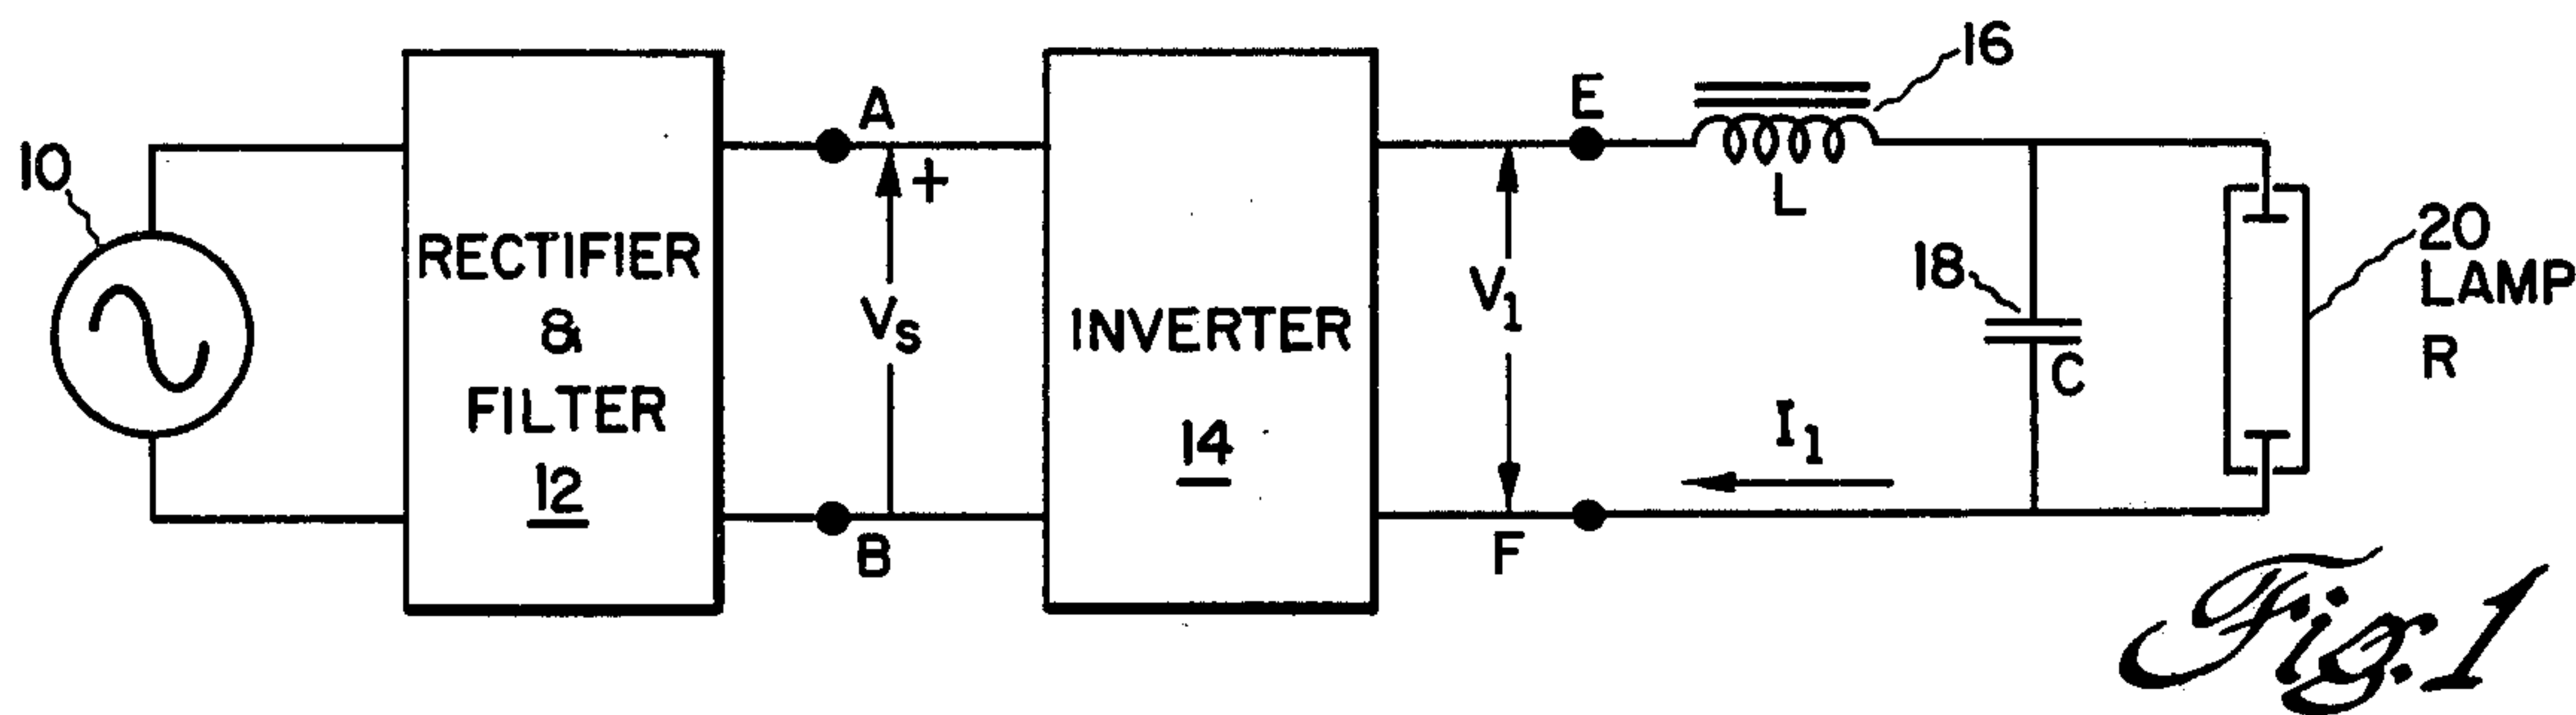 10
RECTIFIER
&
FILTER
12
A
+
Vs
B
INVERTER
14
E
V1
F
16
L
18
C
I1
20
LAMP
R
Fig. 1